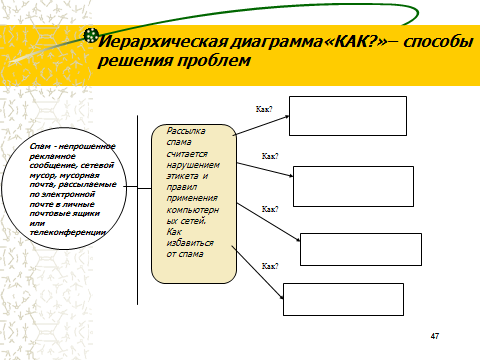 Иерархическая диаграмма«КАК?»– способы
решения проблем
Спам - непрошенное
рекламное
сообщение, сетевой
мусор, мусорная
почта, рассылаемые
по электронной
почте в личные
почтовые ящики
или
телеконференции
Рассылка
спама
считается
нарушением
этикета и
правил
применения
компьютерн
ых сетей.
Как
избавиться
от спама
Как?
Как?
Как?
Как?
47